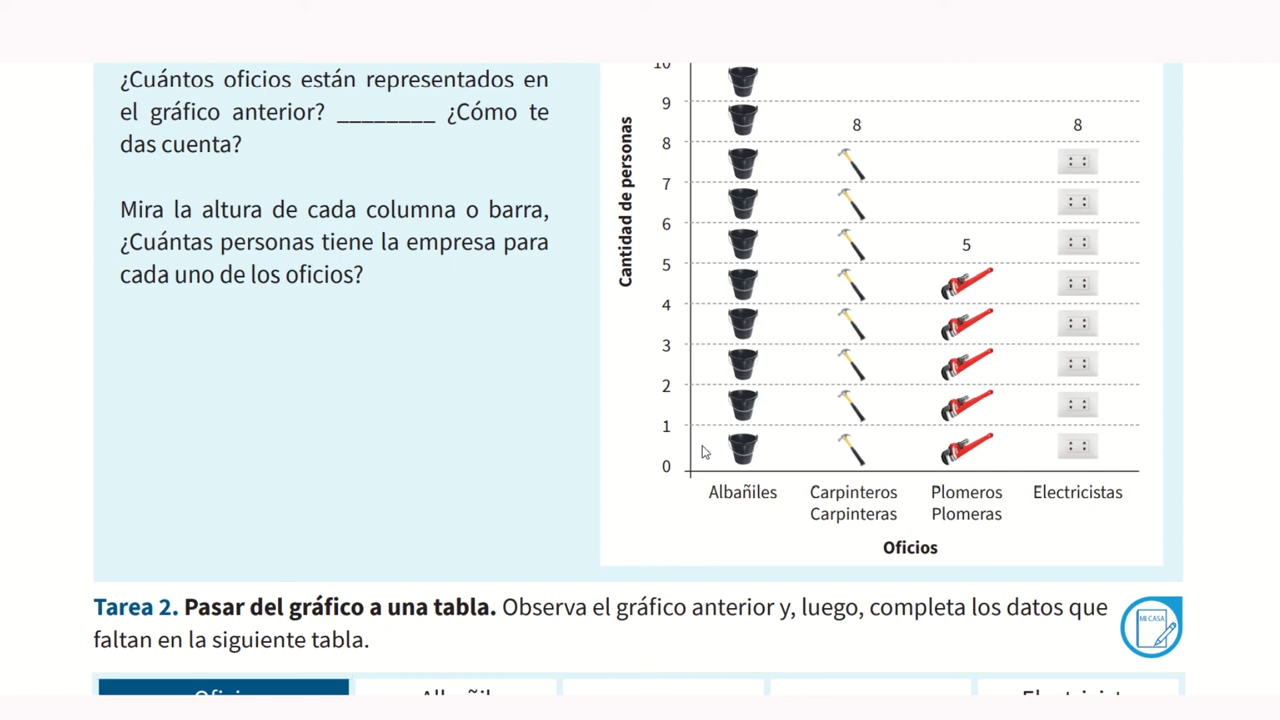 ¿Cuántos oficios están representados en
el gráfico anterior? ________ ¿Cómo te
das cuenta?
Mira la altura de cada columna o barra,
¿Cuántas personas tiene la empresa para
cada uno de los oficios?
Cantidad de personas
10
9
8
7
6
5
4
3
2
1
0
8
5
8
Albañiles
Carpinteros
Carpinteras
Plomeros
Plomeras
Electricistas
Oficios
Tarea 2. Pasar del gráfico a una tabla. Observa el gráfico anterior y, luego, completa los datos que
faltan en la siguiente tabla.
MI CASA